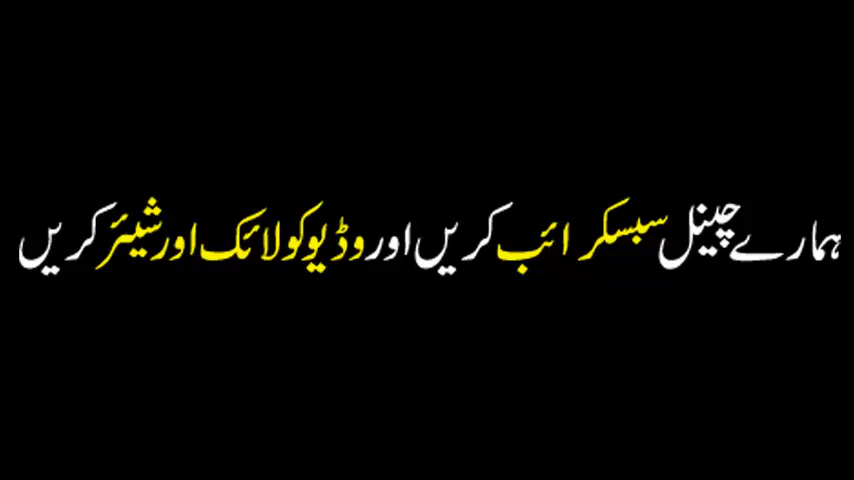 ہمارے چینل سبسکرائب کریں اور وڈیو کو لائک اور شیئر کریں